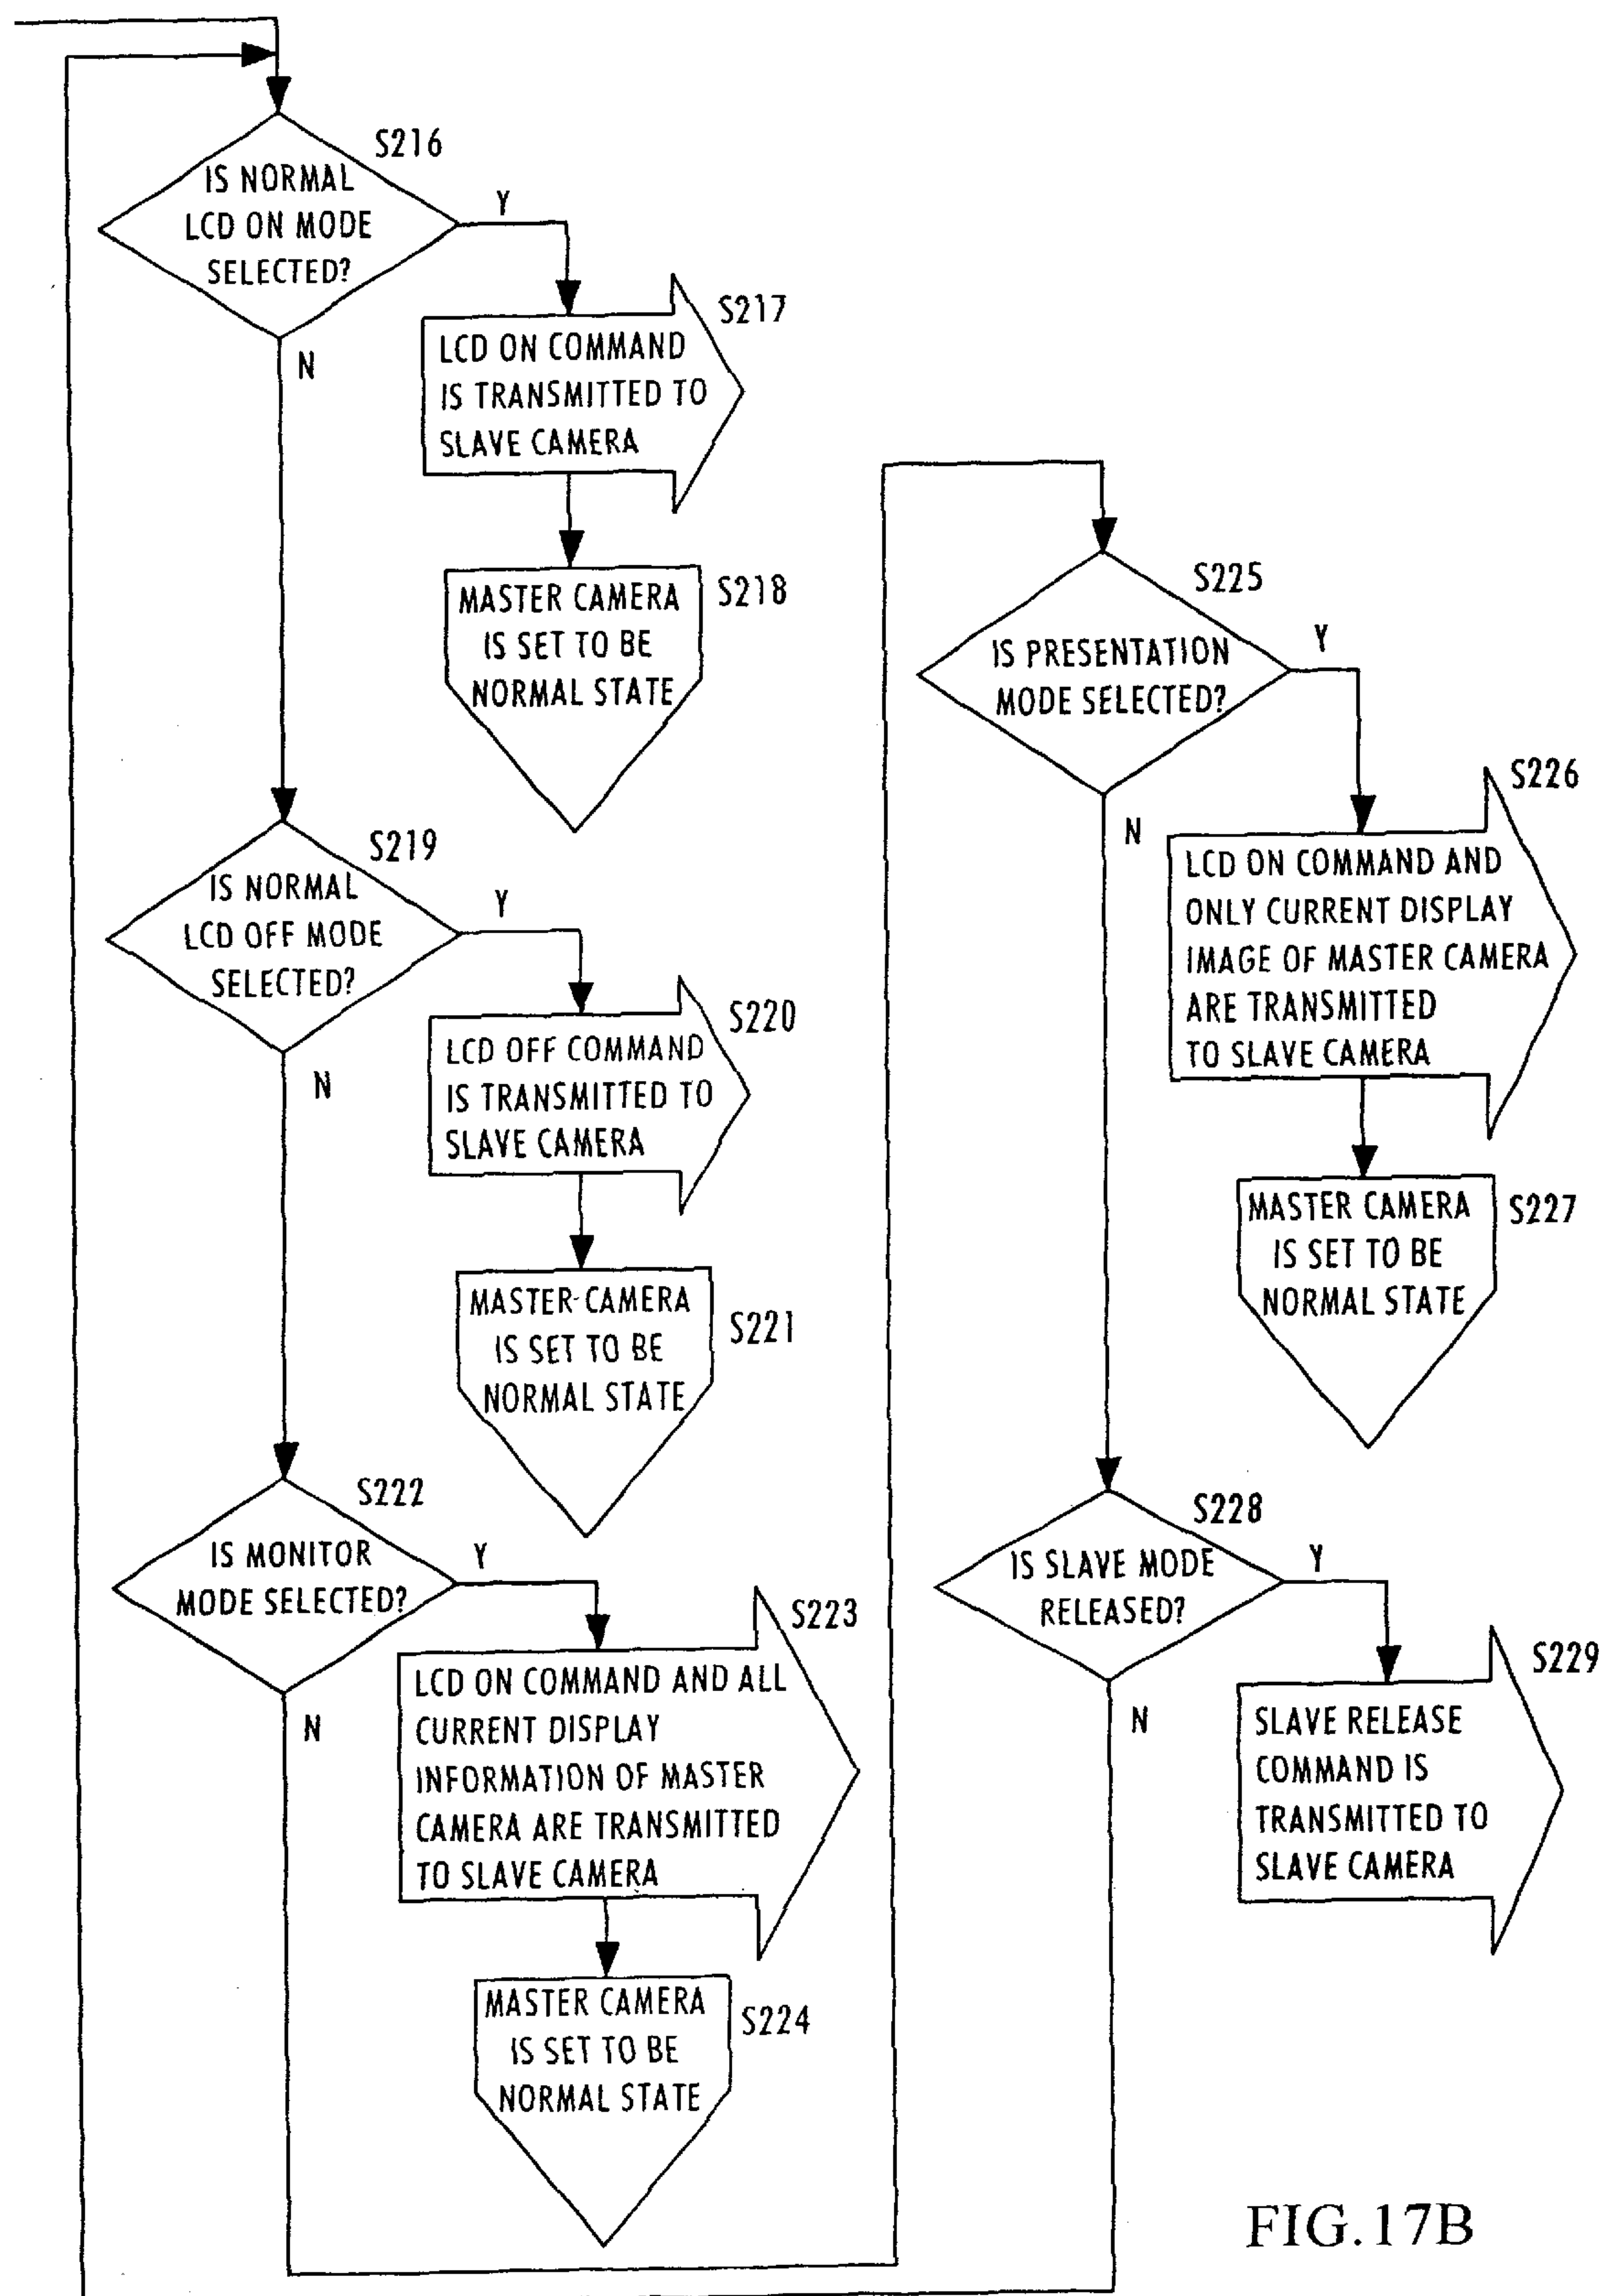 S216
IS NORMAL
LCD ON MODE
SELECTED?
Y
N
S217
LCD ON COMMAND
IS TRANSMITTED TO
SLAVE CAMERA
S218
MASTER CAMERA
IS SET TO BE
NORMAL STATE
S219
IS NORMAL
LCD OFF MODE
SELECTED?
Y
N
S220
LCD OFF COMMAND
IS TRANSMITTED TO
SLAVE CAMERA
S221
MASTER CAMERA
IS SET TO BE
NORMAL STATE
S222
IS MONITOR
MODE SELECTED?
Y
N
S223
LCD ON COMMAND AND ALL
CURRENT DISPLAY
INFORMATION OF MASTER
CAMERA ARE TRANSMITTED
TO SLAVE CAMERA
S224
MASTER CAMERA
IS SET TO BE
NORMAL STATE
S225
IS PRESENTATION
MODE SELECTED?
Y
N
S226
LCD ON COMMAND AND
ONLY CURRENT DISPLAY
IMAGE OF MASTER CAMERA
ARE TRANSMITTED
TO SLAVE CAMERA
S227
MASTER CAMERA
IS SET TO BE
NORMAL STATE
S228
IS SLAVE MODE
RELEASED?
Y
N
S229
SLAVE RELEASE
COMMAND IS
TRANSMITTED TO
SLAVE CAMERA
FIG.17B